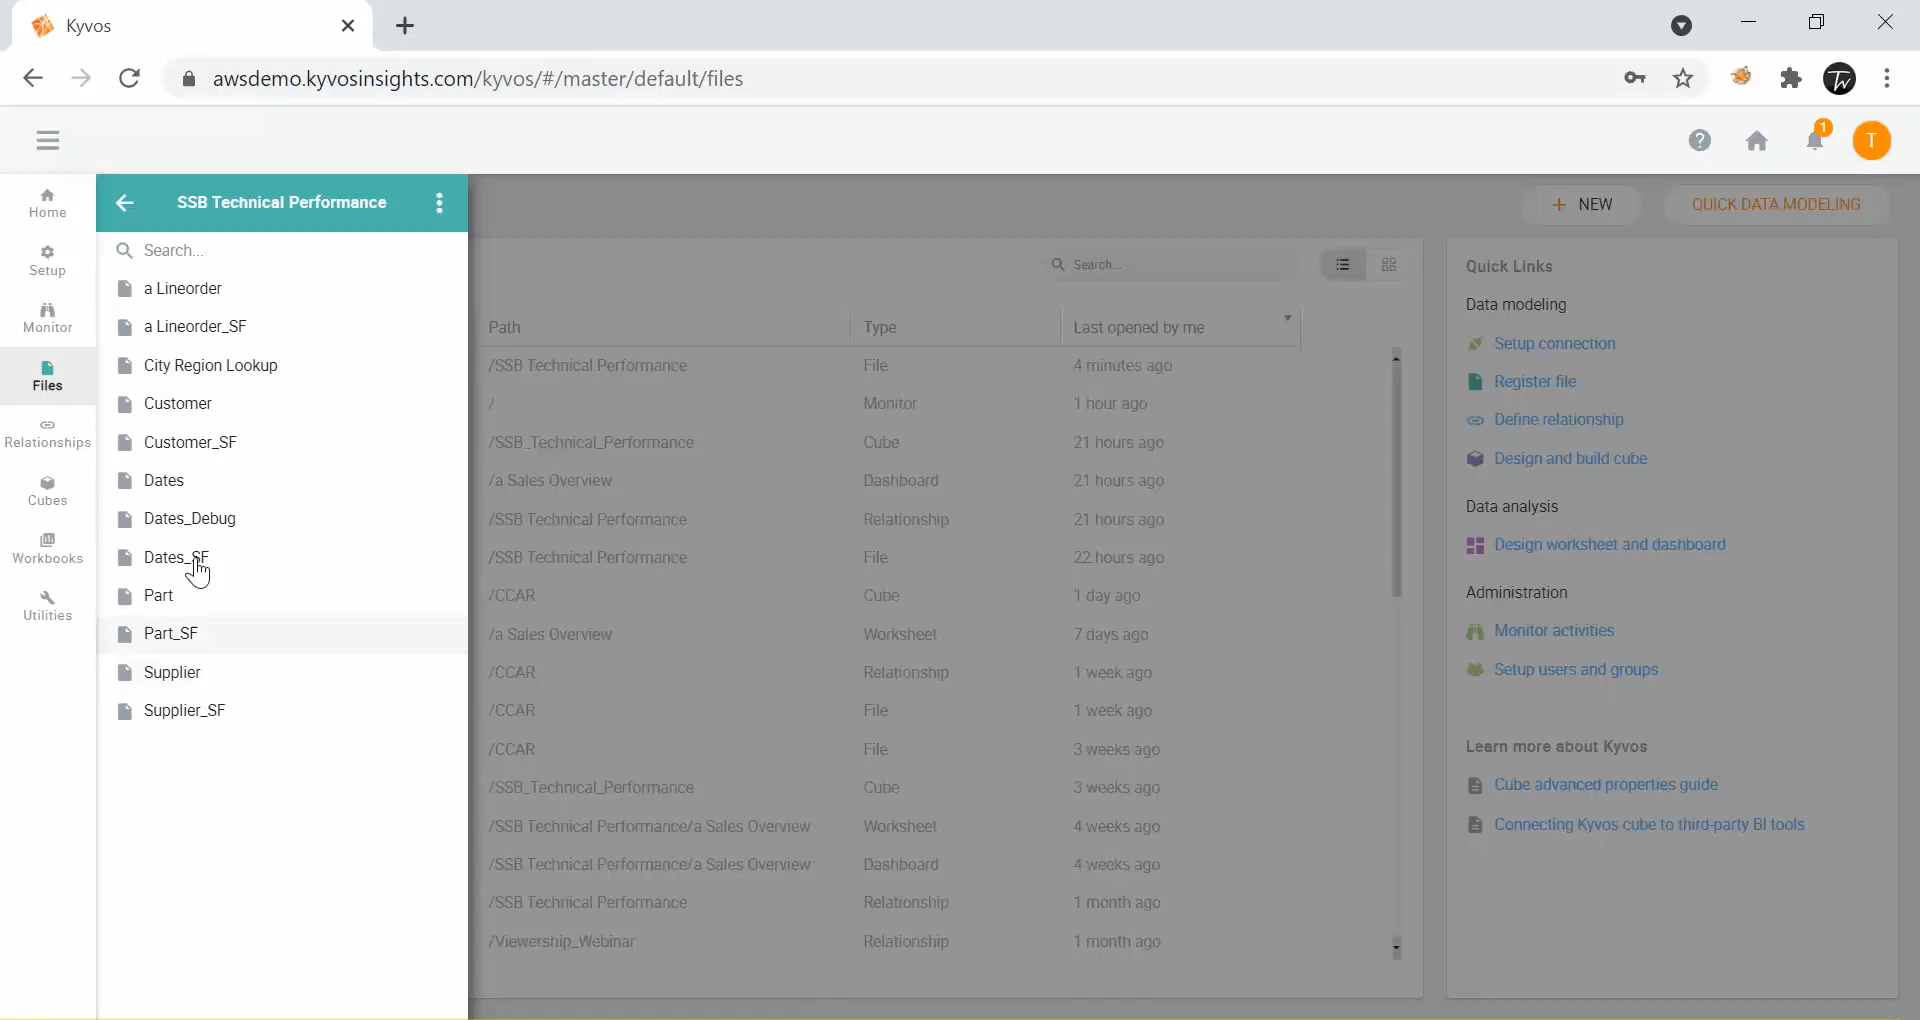 Kyvos
awsdemo.kyvosinsights.com/kyvos/#/master/default/files
TW
1
T
Home
Setup
Monitor
Files
Relationships
Cubes
Workbooks
Utilities
SSB Technical Performance
Search...
a Lineorder
a Lineorder_SF
City Region Lookup
Customer
Customer_SF
Dates
Dates_Debug
Dates_SF
Part
Part_SF
Supplier
Supplier_SF
+ NEW
QUICK DATA MODELING
Search...
Path Type Last opened by me
/SSB Technical Performance File 4 minutes ago
/ Monitor 1 hour ago
/SSB_Technical_Performance Cube 21 hours ago
/a Sales Overview Dashboard 21 hours ago
/SSB Technical Performance Relationship 21 hours ago
/SSB Technical Performance File 22 hours ago
/CCAR Cube 1 day ago
/a Sales Overview Worksheet 7 days ago
/CCAR Relationship 1 week ago
/CCAR File 1 week ago
/CCAR File 3 weeks ago
/SSB_Technical_Performance Cube 3 weeks ago
/SSB Technical Performance/a Sales Overview Worksheet 4 weeks ago
/SSB Technical Performance/a Sales Overview Dashboard 4 weeks ago
/SSB Technical Performance Relationship 1 month ago
/Viewership_Webinar Relationship 1 month ago
Quick Links
Data modeling
Setup connection
Register file
Define relationship
Design and build cube
Data analysis
Design worksheet and dashboard
Administration
Monitor activities
Setup users and groups
Learn more about Kyvos
Cube advanced properties guide
Connecting Kyvos cube to third-party BI tools